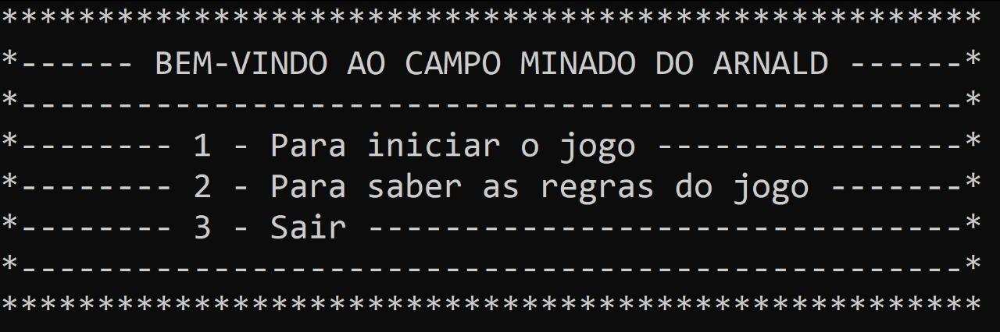 ***************************************************
*------ BEM-VINDO AO CAMPO MINADO DO ARNALD ------*
*-------------------------------------------------*
*-------- 1 - Para iniciar o jogo ----------------*
*-------- 2 - Para saber as regras do jogo -------*
*-------- 3 - Sair -------------------------------*
*-------------------------------------------------*
***************************************************